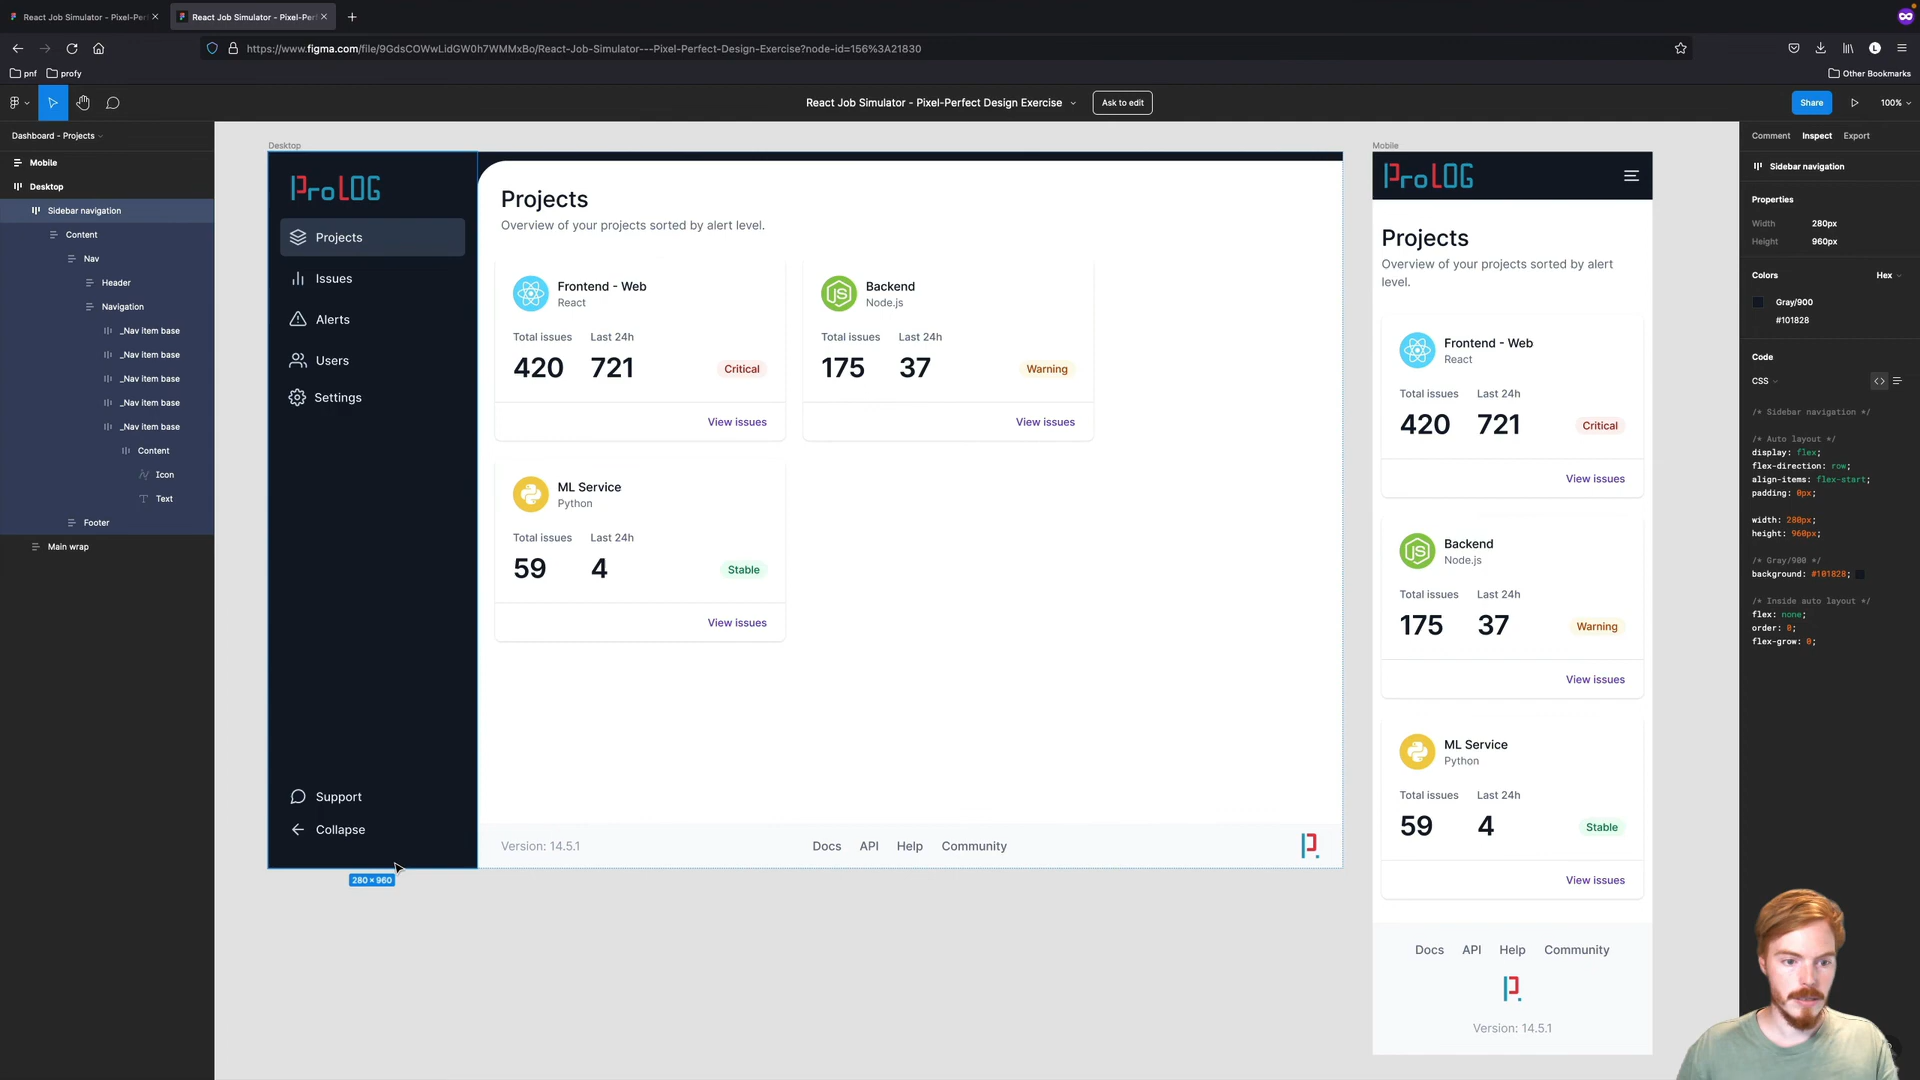 React Job Simulator - Pixel-Per
React Job Simulator - Pixel-Per
https://www.figma.com/file/9GdsCOWwLidGW0h7WMMxBo/React-Job-Simulator---Pixel-Perfect-Design-Exercise?node-id=156%3A21830
pnf
profy
Other Bookmarks
React Job Simulator - Pixel-Perfect Design Exercise
Ask to edit
Share
100%
Dashboard - Projects
Mobile
Desktop
Sidebar navigation
Content
Nav
Header
Navigation
_Nav item base
_Nav item base
_Nav item base
_Nav item base
_Nav item base
Content
Icon
Text
Footer
Main wrap
Desktop
ProLOG
Projects
Issues
Alerts
Users
Settings
Support
Collapse
280 × 960
Projects
Overview of your projects sorted by alert level.
Frontend - Web
React
Total issues Last 24h
420 721 Critical
View issues
Backend
Node.js
Total issues Last 24h
175 37 Warning
View issues
ML Service
Python
Total issues Last 24h
59 4 Stable
View issues
Version: 14.5.1
Docs API Help Community
Mobile
ProLOG
Projects
Overview of your projects sorted by alert
level.
Frontend - Web
React
Total issues Last 24h
420 721 Critical
View issues
Backend
Node.js
Total issues Last 24h
175 37 Warning
View issues
ML Service
Python
Total issues Last 24h
59 4 Stable
View issues
Docs API Help Community
Version: 14.5.1
Comment Inspect Export
Sidebar navigation
Properties
Width 280px
Height 960px
Colors Hex
Gray/900
#101828
Code
CSS
/* Sidebar navigation */
/* Auto layout */
display: flex;
flex-direction: row;
align-items: flex-start;
padding: 0px;
width: 280px;
height: 960px;
/* Gray/900 */
background: #101828;
/* Inside auto layout */
flex: none;
order: 0;
flex-grow: 0;